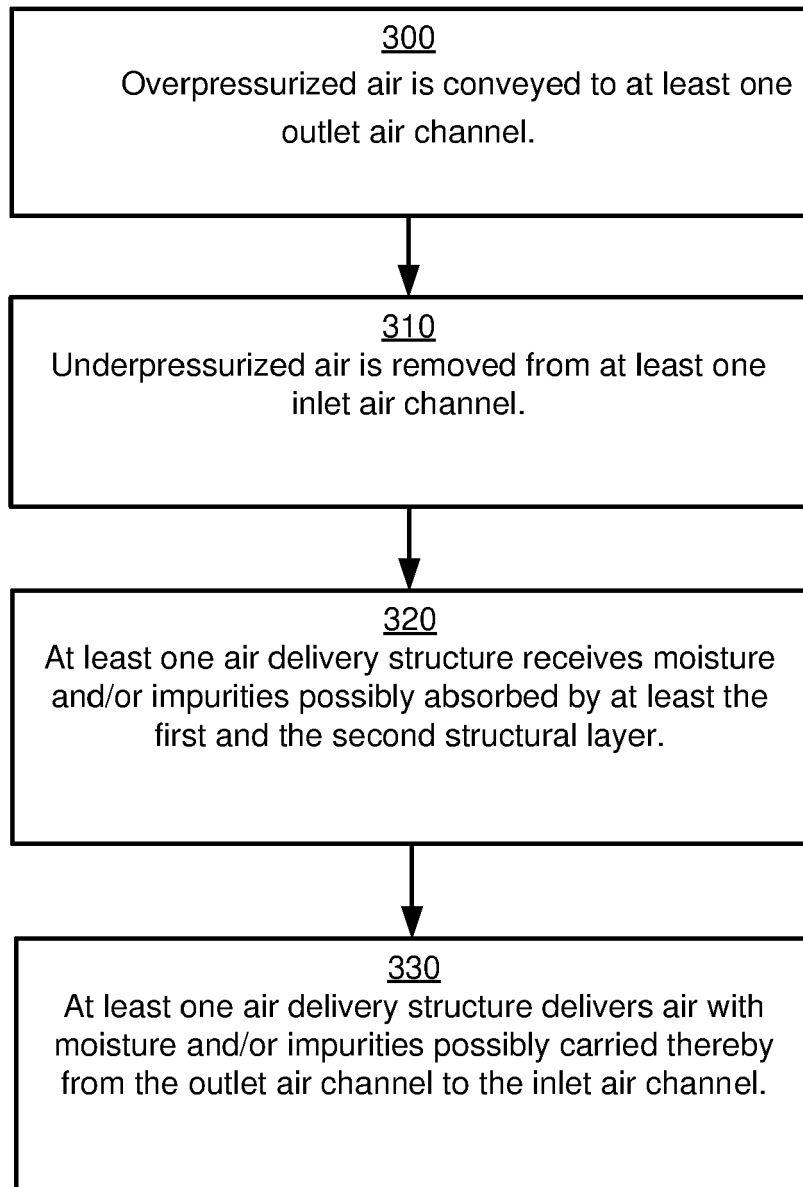 300
Overpressurized air is conveyed to at least one
outlet air channel.
310
Underpressurized air is removed from at least one
inlet air channel.
320
At least one air delivery structure receives moisture
and/or impurities possibly absorbed by at least the
first and the second structural layer.
330
At least one air delivery structure delivers air with
moisture and/or impurities possibly carried thereby
from the outlet air channel to the inlet air channel.